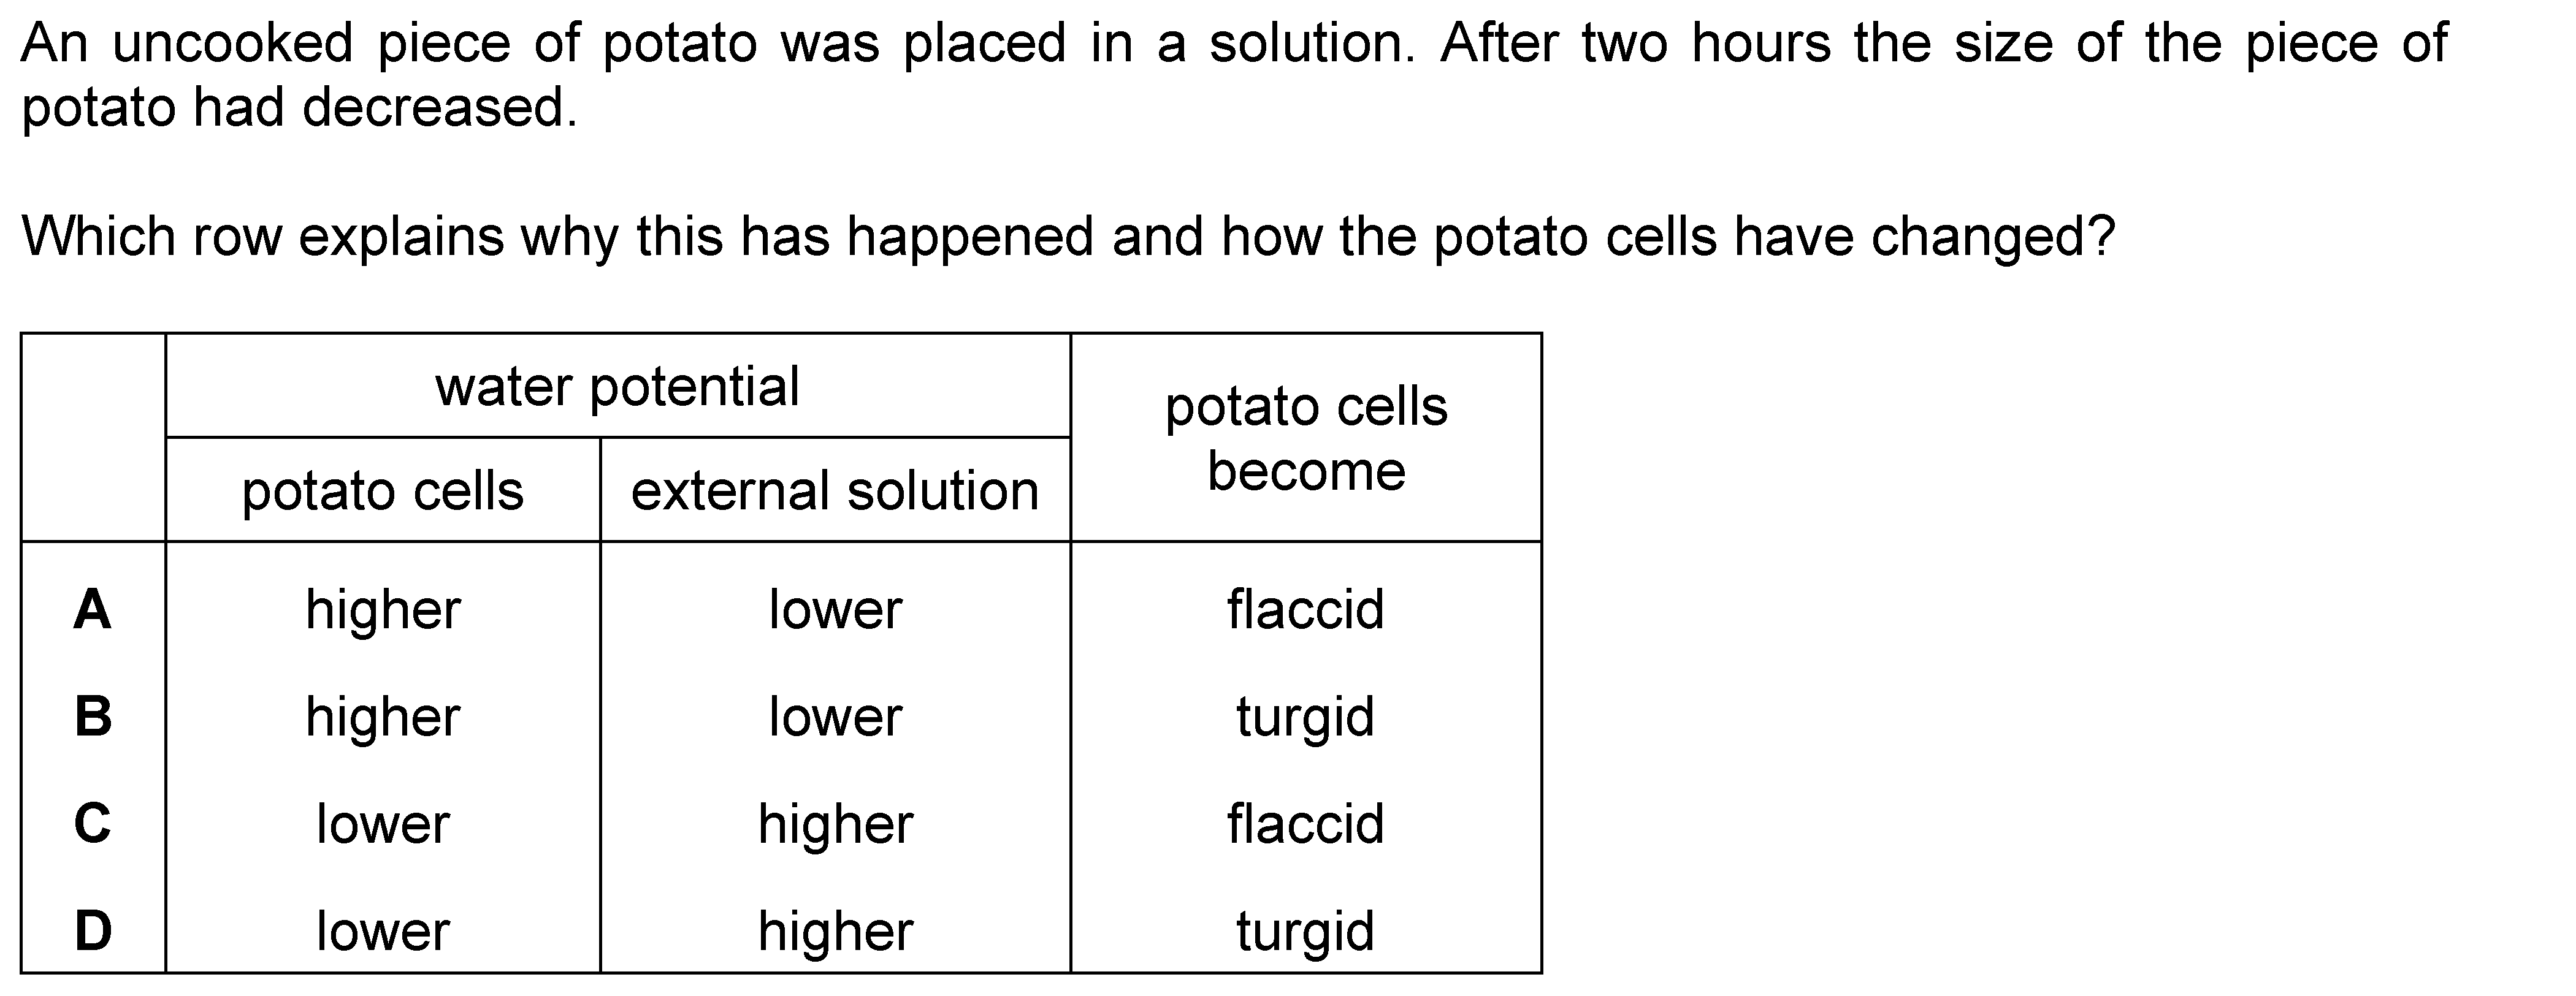 An uncooked piece of potato was placed in a solution. After two hours the size of the piece of
potato had decreased.
Which row explains why this has happened and how the potato cells have changed?
water potential
potato cells become
potato cells external solution
A higher lower flaccid
B higher lower turgid
C lower higher flaccid
D lower higher turgid